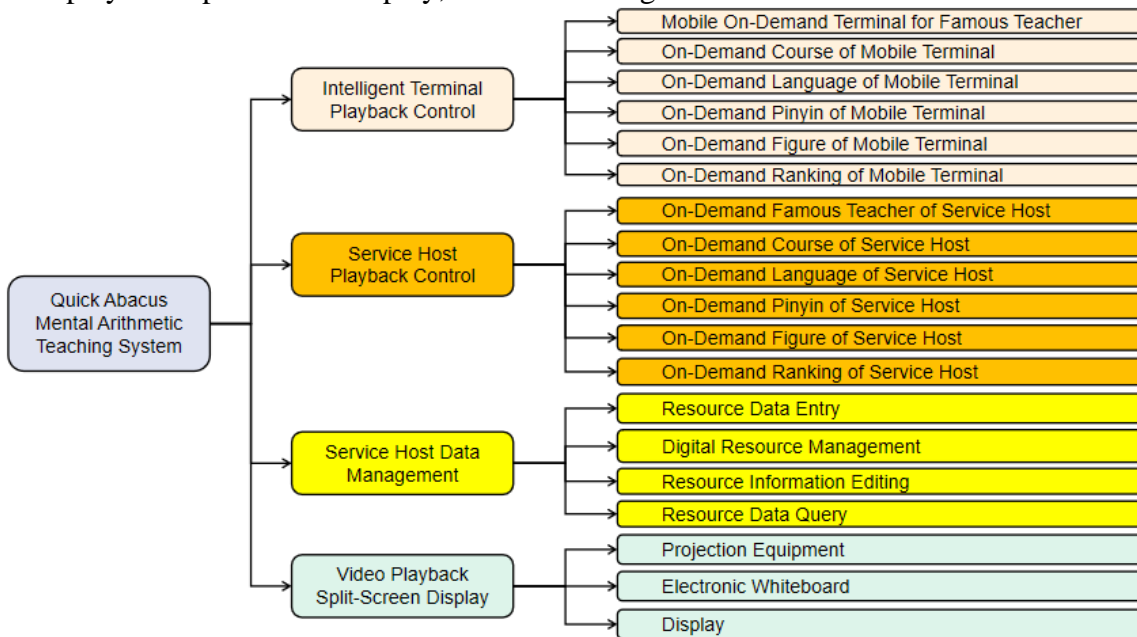 Mobile On-Demand Terminal for Famous Teacher
On-Demand Course of Mobile Terminal
Intelligent Terminal
Playback Control
On-Demand Language of Mobile Terminal
On-Demand Pinyin of Mobile Terminal
On-Demand Figure of Mobile Terminal
On-Demand Ranking of Mobile Terminal
On-Demand Famous Teacher of Service Host
On-Demand Course of Service Host
Service Host
Playback Control
On-Demand Language of Service Host
On-Demand Pinyin of Service Host
On-Demand Figure of Service Host
On-Demand Ranking of Service Host
Quick Abacus
Mental Arithmetic
Teaching System
Resource Data Entry
Digital Resource Management
Service Host Data
Management
Resource Information Editing
Resource Data Query
Projection Equipment
Video Playback
Split-Screen Display
Electronic Whiteboard
Display